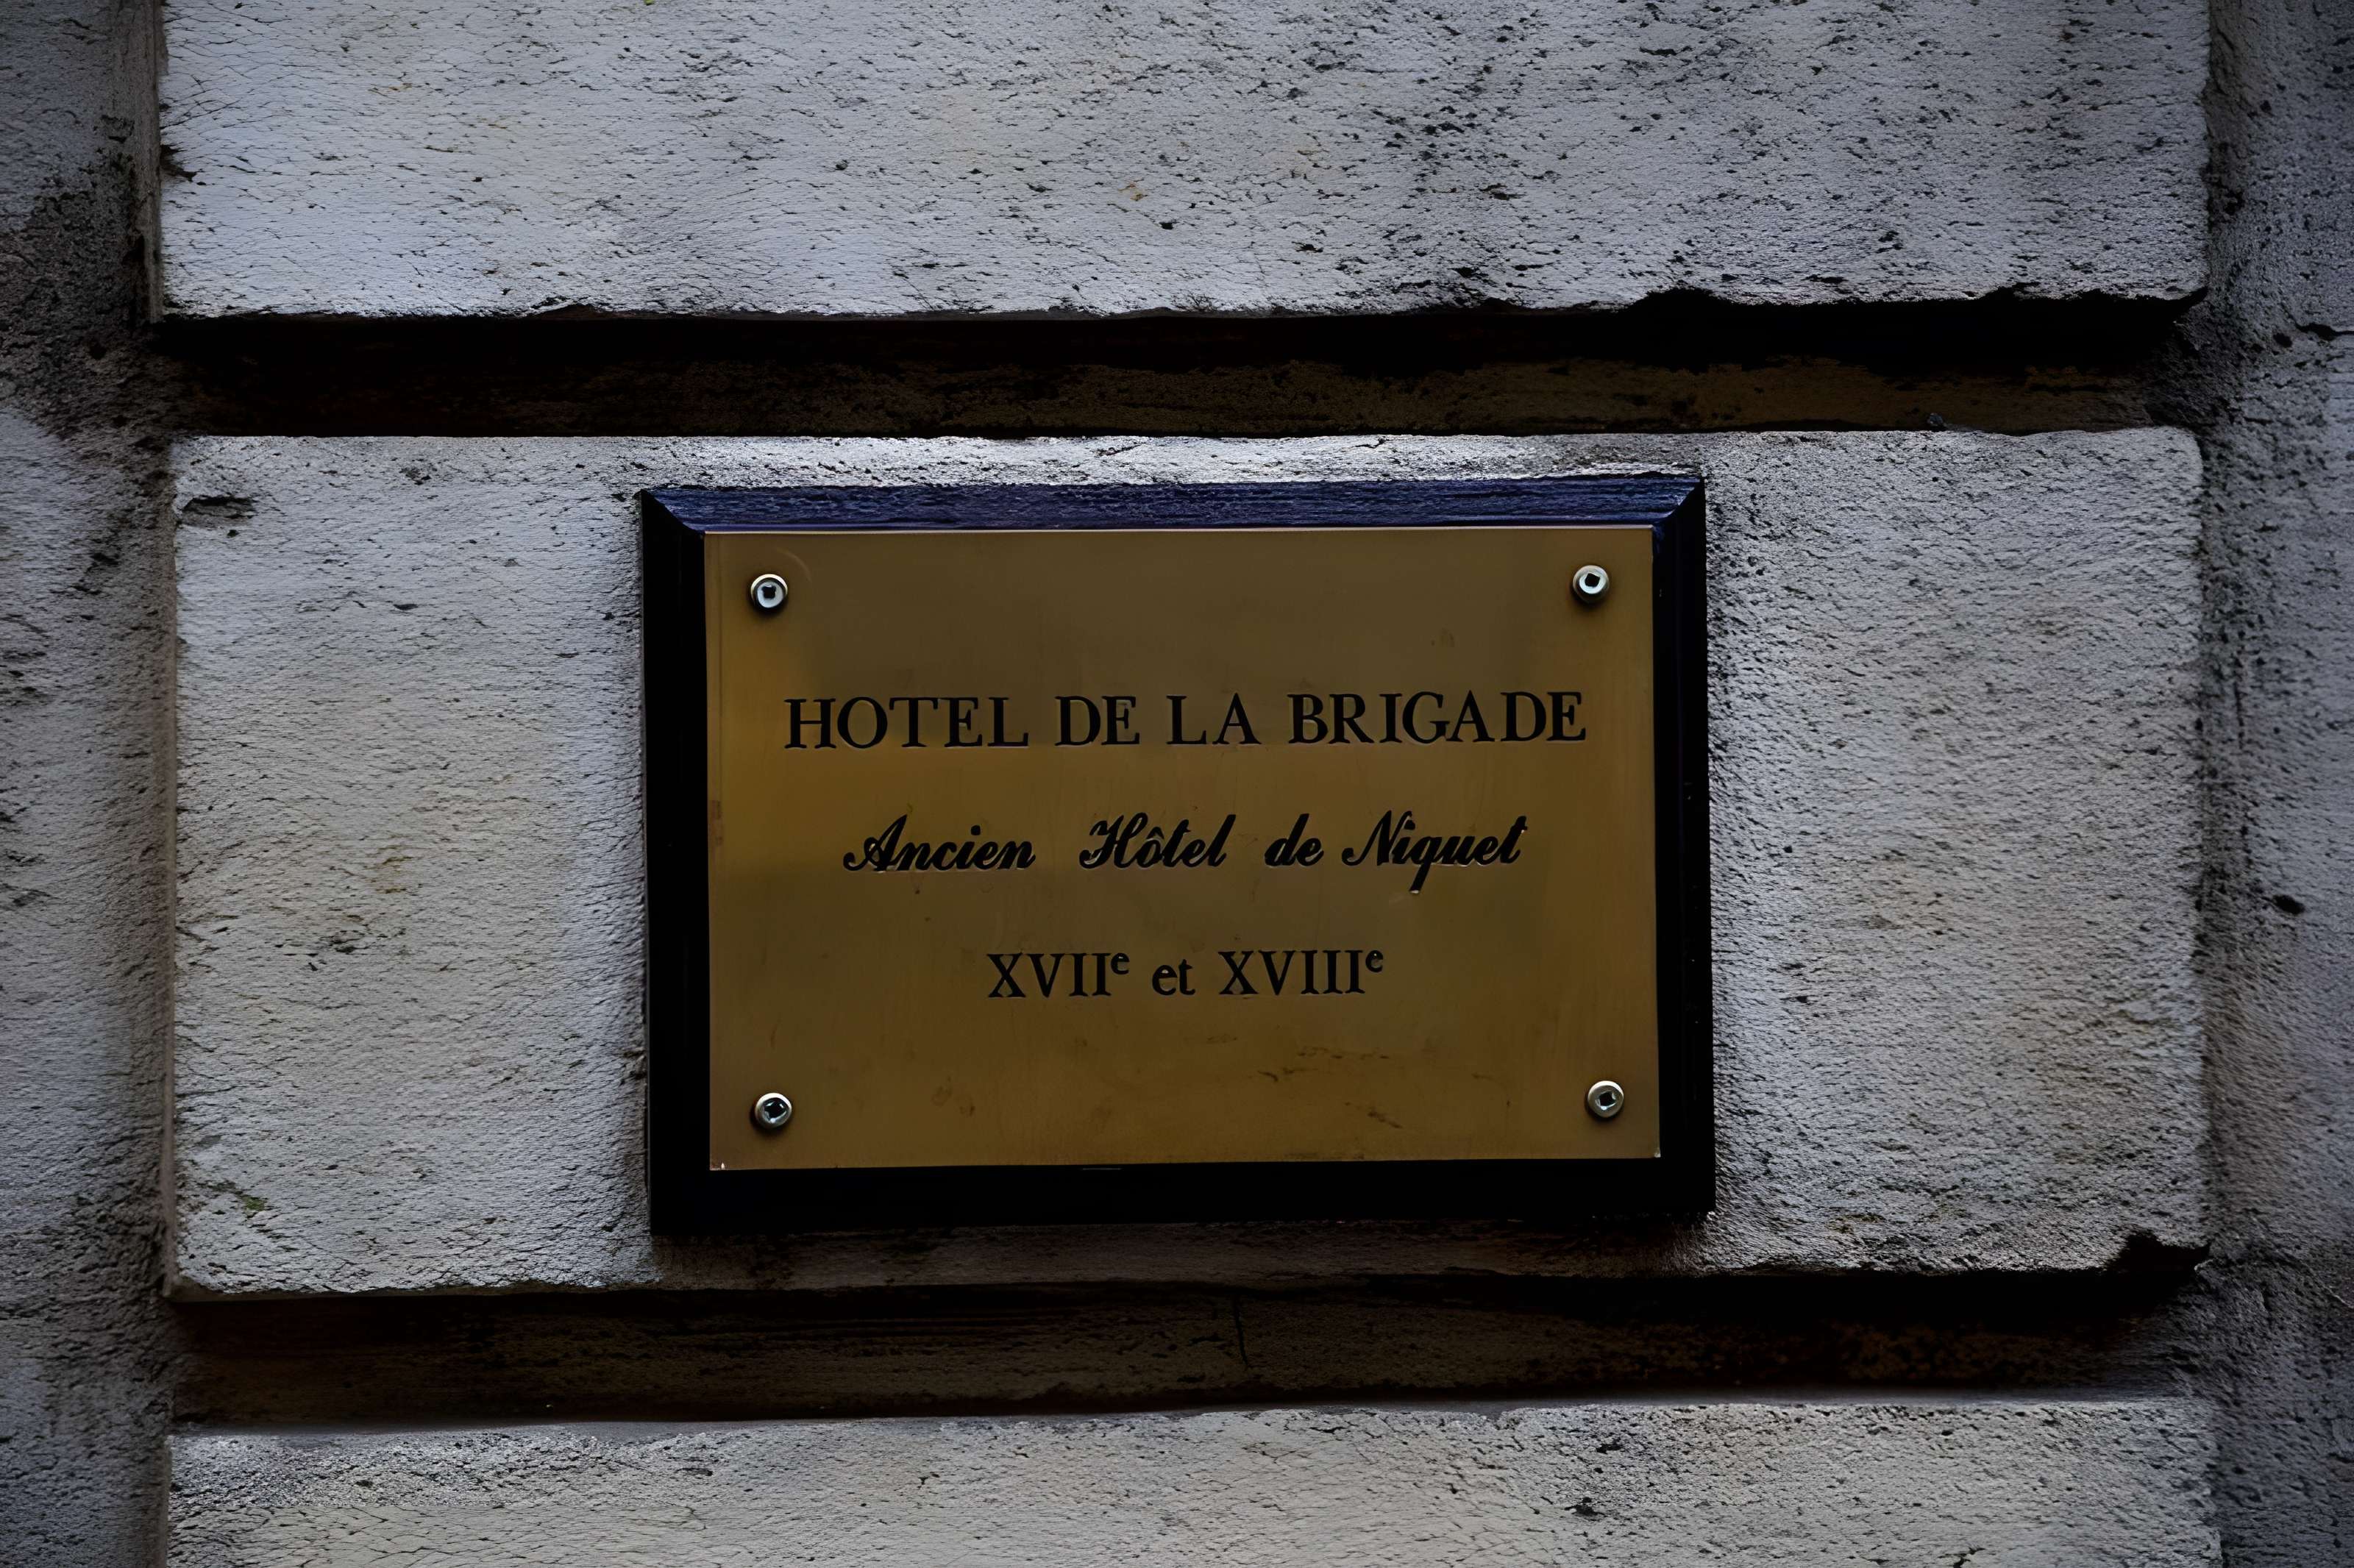 HOTEL DE LA BRIGADE
Ancien Hôtel de Niquet
XVIIe et XVIIIe